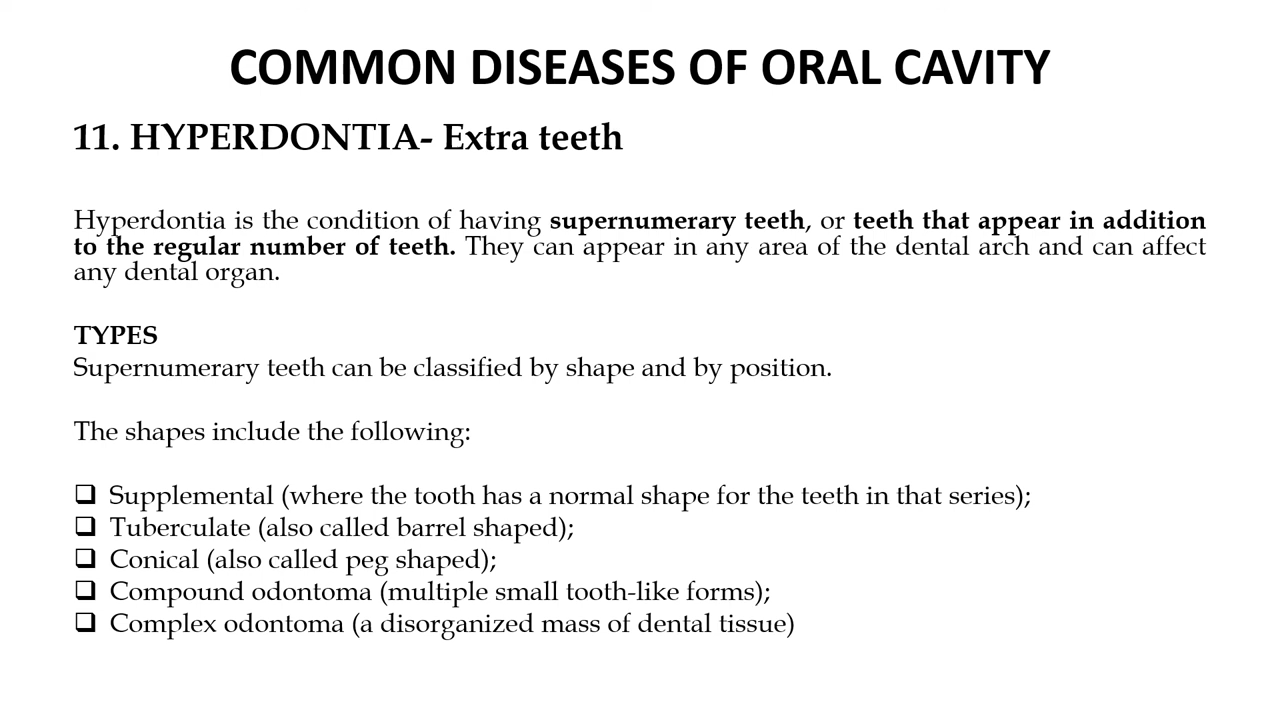 COMMON DISEASES OF ORAL CAVITY
11. HYPERDONTIA- Extra teeth
Hyperdontia is the condition of having supernumerary teeth, or teeth that appear in addition
to the regular number of teeth. They can appear in any area of the dental arch and can affect
any dental organ.
TYPES
Supernumerary teeth can be classified by shape and by position.
The shapes include the following:
❑ Supplemental (where the tooth has a normal shape for the teeth in that series);
❑ Tuberculate (also called barrel shaped);
❑ Conical (also called peg shaped);
❑ Compound odontoma (multiple small tooth-like forms);
❑ Complex odontoma (a disorganized mass of dental tissue)